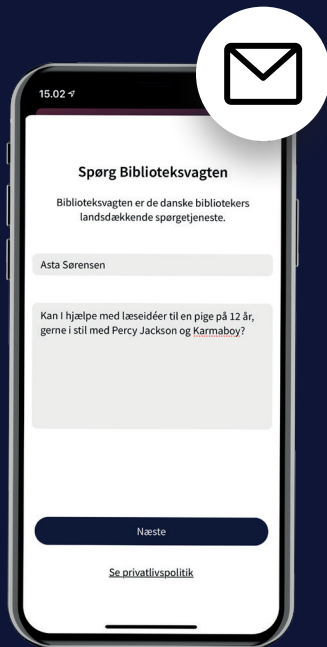 15.02
Spørg Biblioteksvagten
Biblioteksvagten er de danske bibliotekers
landsdækkende spørgetjeneste.
Asta Sørensen
Kan I hjælpe med læseidéer til en pige på 12 år,
gerne i stil med Percy Jackson og Karmaboy?
Næste
Se privatlivspolitik